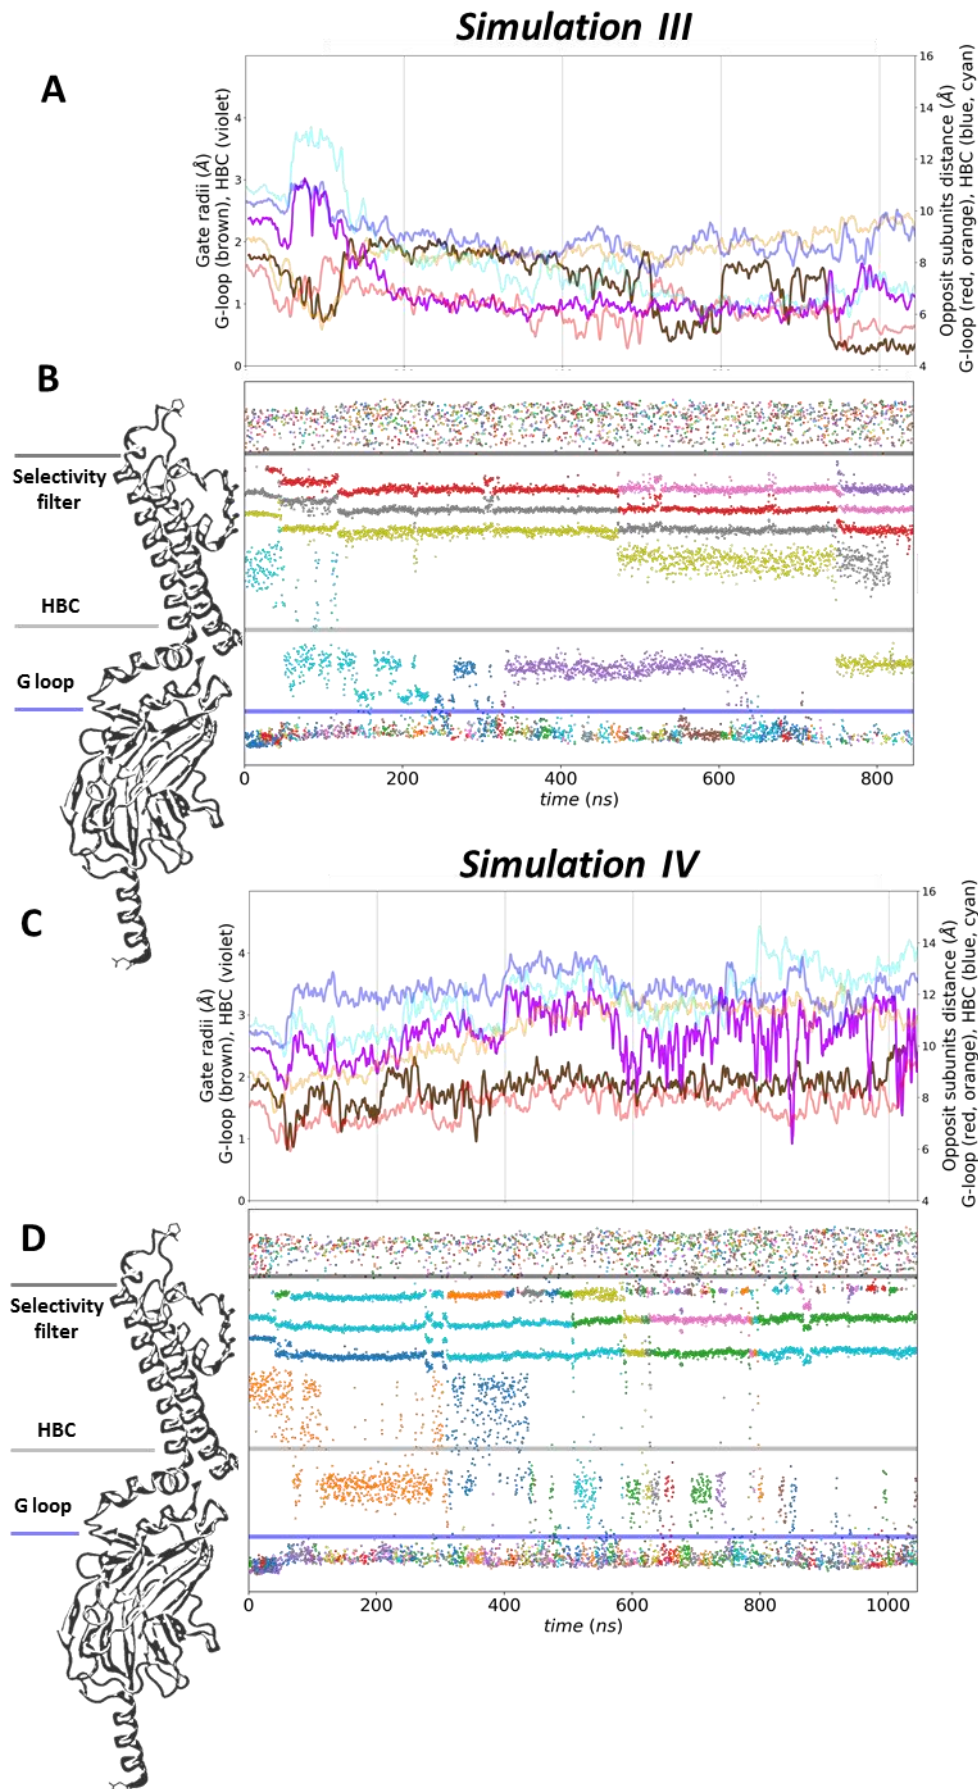 Simulation III
A
Gate radii (Å)
G-loop (brown), HBC (violet)
4
3
2
1
0
16
14
12
10
8
6
4
Opposit subunits distance (Å)
G-loop (red, orange), HBC (blue, cyan)
B
Selectivity
filter
HBC
G loop
0 200 400 600 800
time (ns)
Simulation IV
C
Gate radii (Å)
G-loop (brown), HBC (violet)
4
3
2
1
0
16
14
12
10
8
6
4
Opposit subunits distance (Å)
G-loop (red, orange), HBC (blue, cyan)
D
Selectivity
filter
HBC
G loop
0 200 400 600 800 1000
time (ns)